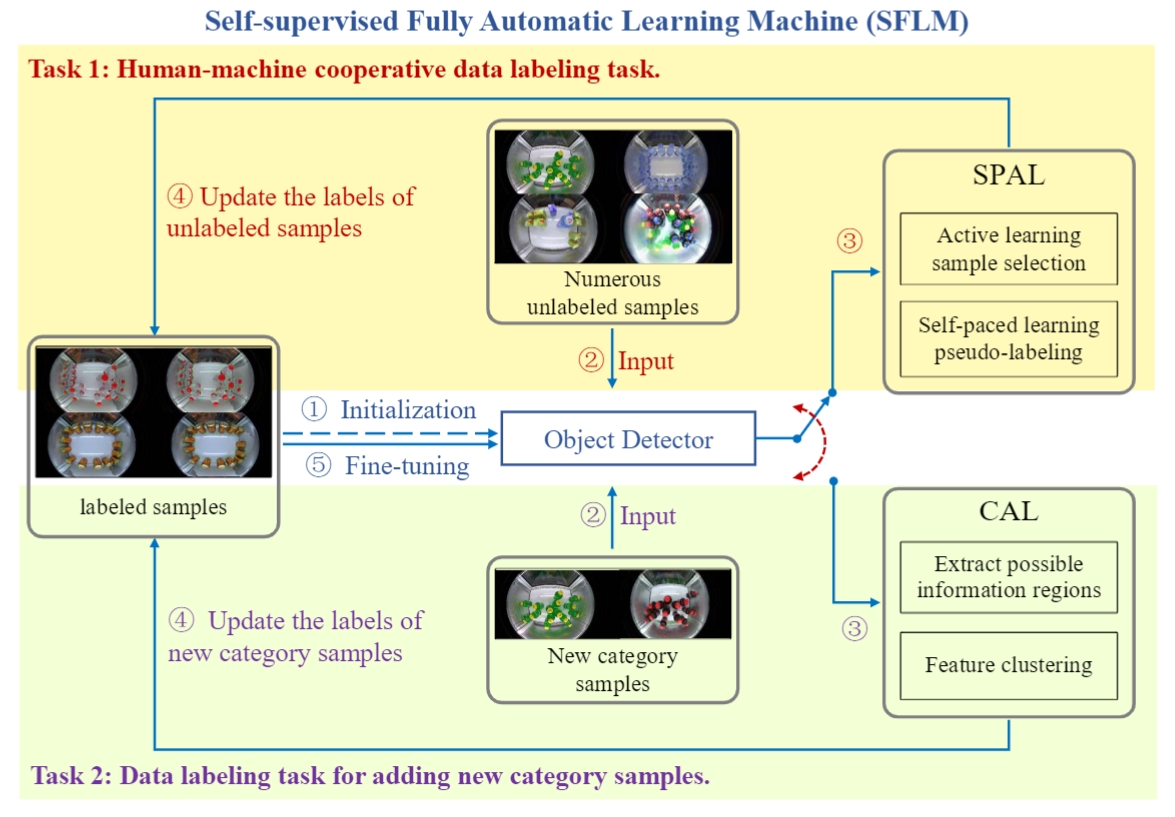 Self-supervised Fully Automatic Learning Machine (SFLM)
Task 1: Human-machine cooperative data labeling task.
④ Update the labels of
unlabeled samples
Numerous
unlabeled samples
② Input
③
SPAL
Active learning
sample selection
Self-paced learning
pseudo-labeling
labeled samples
① Initialization
⑤ Fine-tuning
Object Detector
② Input
④ Update the labels of
new category samples
New category
samples
③
CAL
Extract possible
information regions
Feature clustering
Task 2: Data labeling task for adding new category samples.